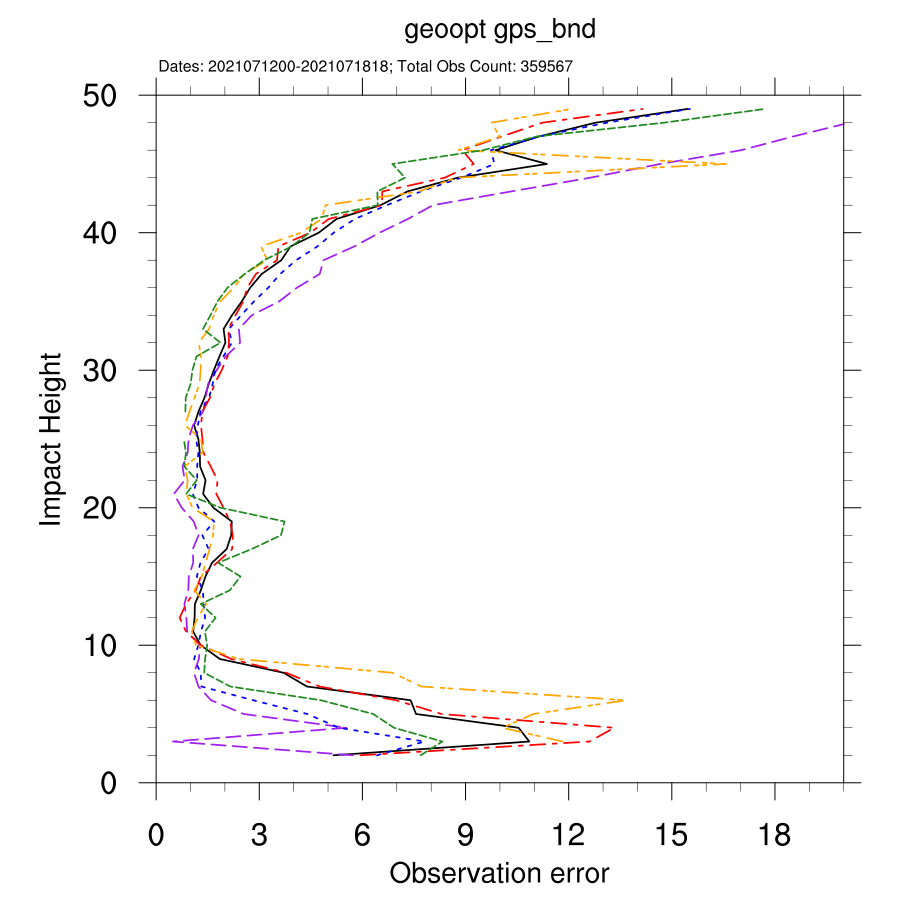 geoopt gps_bnd
Dates: 2021071200-2021071818; Total Obs Count: 359567
50
40
30
20
10
0
Impact Height
0 3 6 9 12 15 18
Observation error